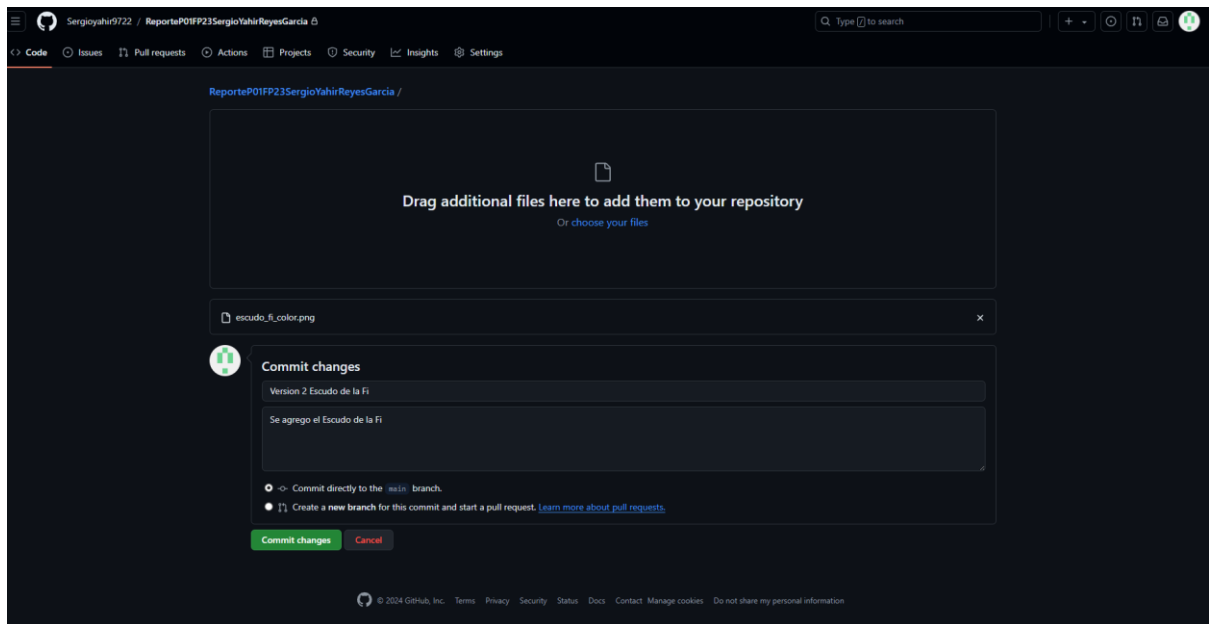 Sergioyahir9722 / ReporteP01FP23SergioYahirReyesGarcia
Type / to search
<> Code Issues Pull requests Actions Projects Security Insights Settings
ReporteP01FP23SergioYahirReyesGarcia /
Drag additional files here to add them to your repository
Or choose your files
escudo_fi_color.png
Commit changes
Version 2 Escudo de la Fi
Se agrego el Escudo de la Fi
Commit directly to the main branch.
Create a new branch for this commit and start a pull request. Learn more about pull requests.
Commit changes Cancel
© 2024 GitHub, Inc. Terms Privacy Security Status Docs Contact Manage cookies Do not share my personal information